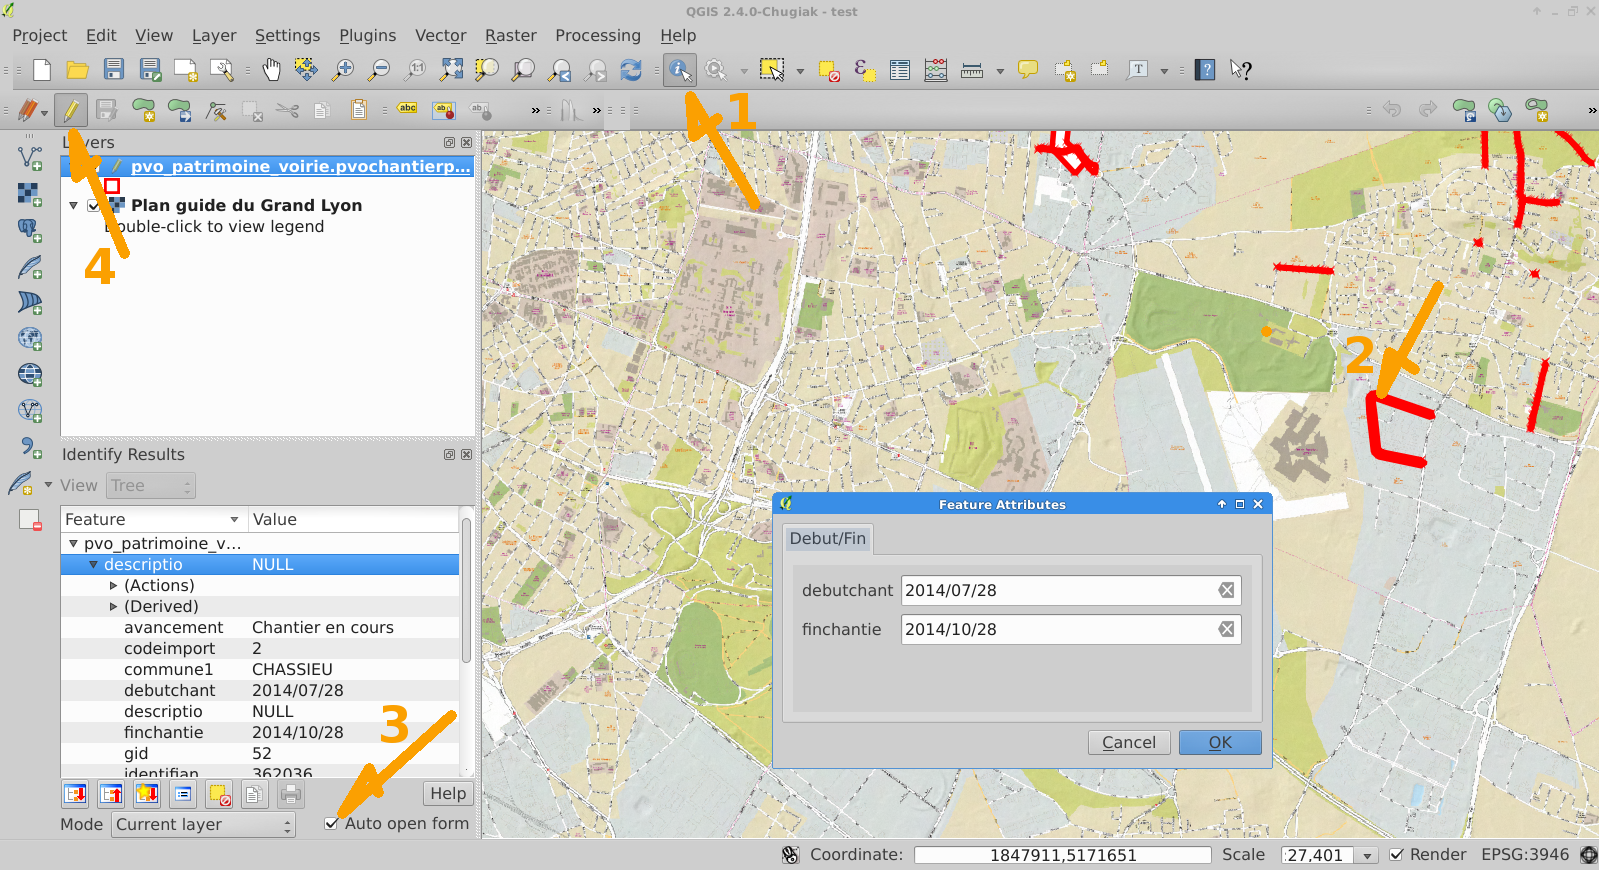 QGIS 2.4.0-Chugiak - test
Project Edit View Layer Settings Plugins Vector Raster Processing Help
1:1
T
?
?
abc
ab
ab
»
»
»
1
Layers
pvo_patrimoine_voirie.pvochantierp...
Plan guide du Grand Lyon
Double-click to view legend
4
2
Identify Results
View Tree
Feature Value
pvo_patrimoine_v...
descriptio NULL
(Actions)
(Derived)
avancement Chantier en cours
codeimport 2
commune1 CHASSIEU
debutchant 2014/07/28
descriptio NULL
finchantie 2014/10/28
gid 52
identifian 362036
3
Help
Mode Current layer
Auto open form
Feature Attributes
Debut/Fin
debutchant 2014/07/28
finchantie 2014/10/28
Cancel OK
Coordinate: 1847911,5171651 Scale :27,401 Render EPSG:3946